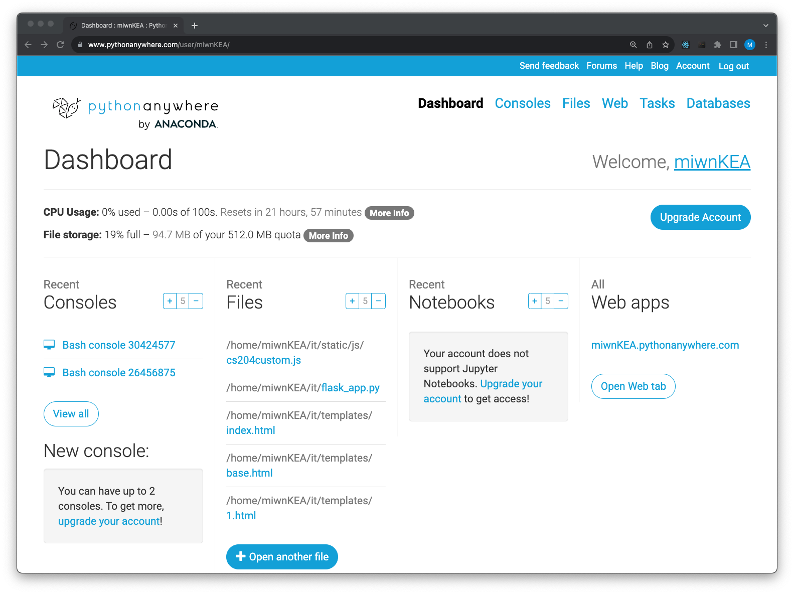 Dashboard : miwnKEA : Python
www.pythonanywhere.com/user/miwnKEA/
M
Send feedback Forums Help Blog Account Log out
pythonanywhere
by ANACONDA.
Dashboard Consoles Files Web Tasks Databases
Dashboard
Welcome, miwnKEA
CPU Usage: 0% used – 0.00s of 100s. Resets in 21 hours, 57 minutes More Info
File storage: 19% full – 94.7 MB of your 512.0 MB quota More Info
Upgrade Account
Recent
Consoles
+ 5 −
Bash console 30424577
Bash console 26456875
View all
New console:
You can have up to 2
consoles. To get more,
upgrade your account!
Recent
Files
+ 5 −
/home/miwnKEA/it/static/js/
cs204custom.js
/home/miwnKEA/it/flask_app.py
/home/miwnKEA/it/templates/
index.html
/home/miwnKEA/it/templates/
base.html
/home/miwnKEA/it/templates/
1.html
+ Open another file
Recent
Notebooks
+ 5 −
Your account does not
support Jupyter
Notebooks. Upgrade your
account to get access!
All
Web apps
miwnKEA.pythonanywhere.com
Open Web tab